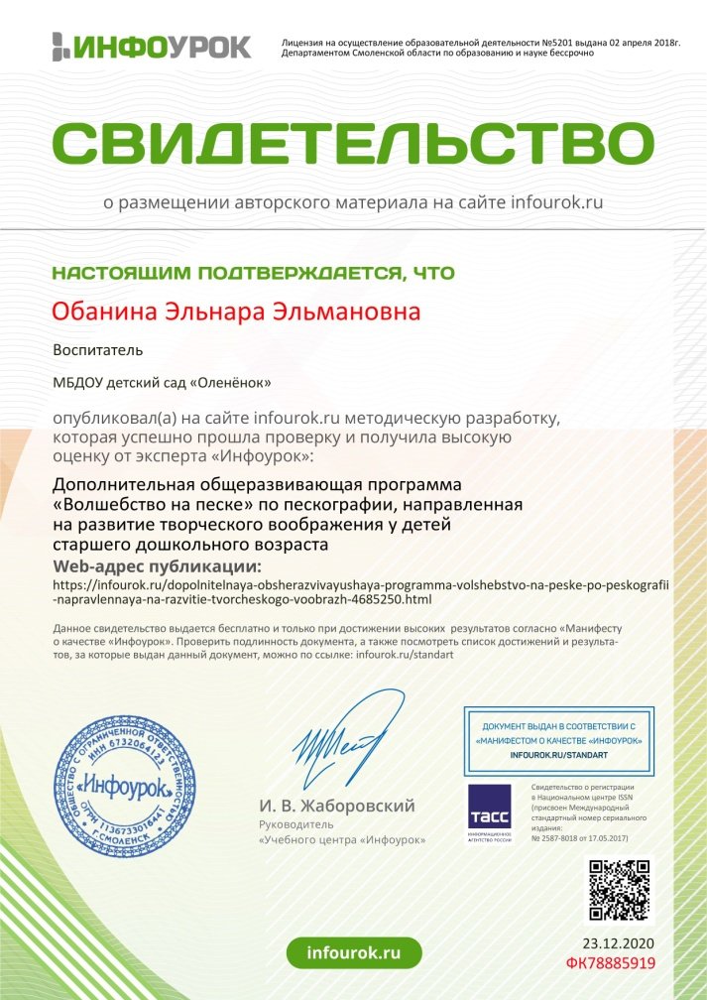 ИНФОУРОК
Лицензия на осуществление образовательной деятельности №5201 выдана 02 апреля 2018г.
Департаментом Смоленской области по образованию и науке бессрочно
СВИДЕТЕЛЬСТВО
о размещении авторского материала на сайте infourok.ru
НАСТОЯЩИМ ПОДТВЕРЖДАЕТСЯ, ЧТО
Обанина Эльнара Эльмановна
Воспитатель
МБДОУ детский сад «Оленёнок»
опубликовал(а) на сайте infourok.ru методическую разработку,
которая успешно прошла проверку и получила высокую
оценку от эксперта «Инфоурок»:
Дополнительная общеразвивающая программа
«Волшебство на песке» по пескографии, направленная
на развитие творческого воображения у детей
старшего дошкольного возраста
Web-адрес публикации:
https://infourok.ru/dopolnitelnaya-obsherazvivayushaya-programma-volshebstvo-na-peske-po-peskografii
-napravlennaya-na-razvitie-tvorcheskogo-voobrazh-4685250.html
Данное свидетельство выдается бесплатно и только при достижении высоких результатов согласно «Манифесту
о качестве «Инфоурок». Проверить подлинность документа, а также посмотреть список достижений и результа-
тов, за которые выдан данный документ, можно по ссылке: infourok.ru/standart
ОБЩЕСТВО С ОГРАНИЧЕННОЙ ОТВЕТСТВЕННОСТЬЮ
ИНН 6732064123
«Инфоурок»
ОГРН 1136733016441
г.СМОЛЕНСК
И. В. Жаборовский
Руководитель
«Учебного центра «Инфоурок»
ДОКУМЕНТ ВЫДАН В СООТВЕТСТВИИ С
«МАНИФЕСТОМ О КАЧЕСТВЕ «ИНФОУРОК»
INFOUROK.RU/STANDART
ТАСС
ИНФОРМАЦИОННОЕ
АГЕНТСТВО РОССИИ
Свидетельство о регистрации
в Национальном центре ISSN
(присвоен Международный
стандартный номер сериального
издания:
№ 2587-8018 от 17.05.2017)
infourok.ru
23.12.2020
ФК78885919